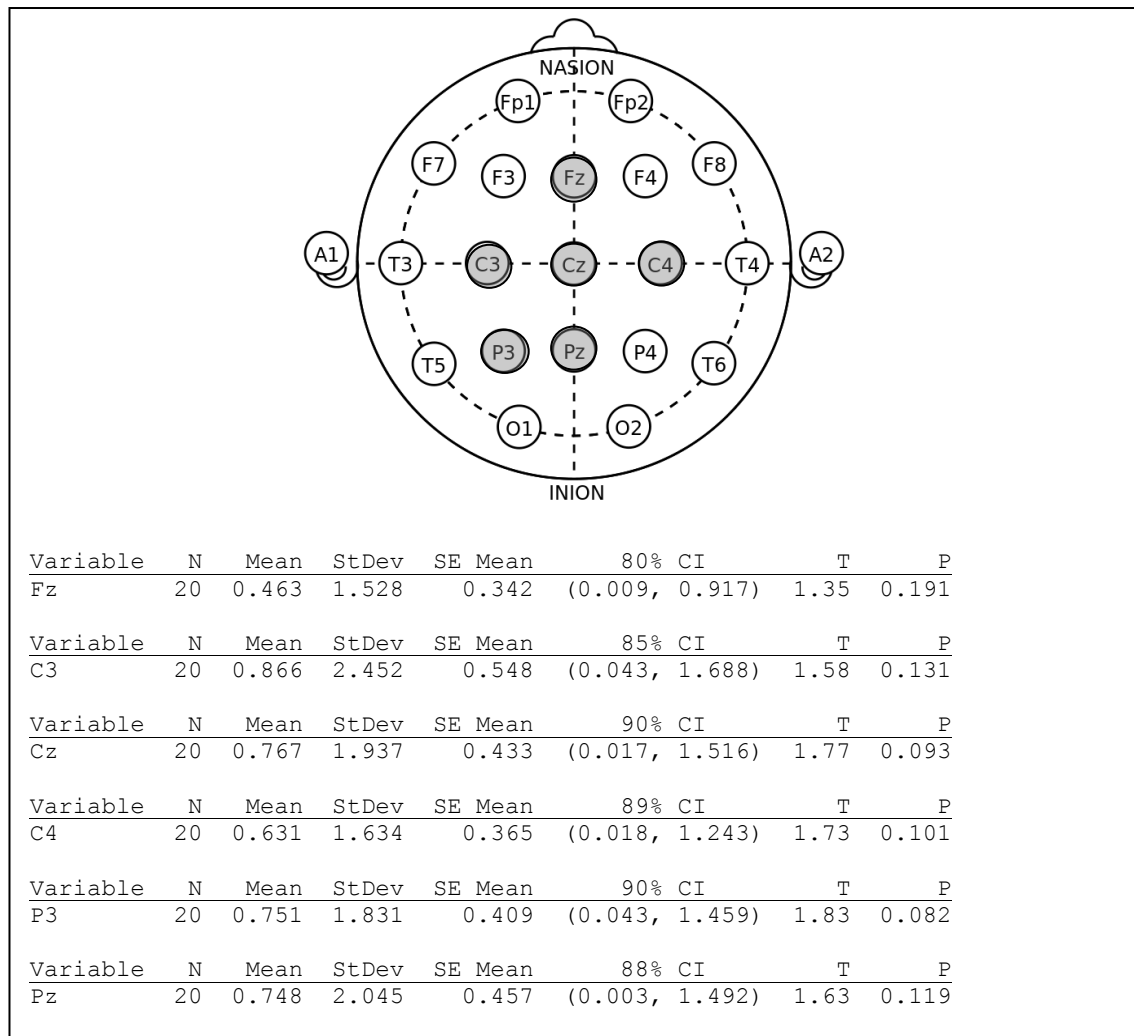 NASION
Fp1 Fp2
F7 F3 Fz F4 F8
A1 T3 C3 Cz C4 T4 A2
T5 P3 Pz P4 T6
O1 O2
INION
Variable N Mean StDev SE Mean 80% CI T P
Fz 20 0.463 1.528 0.342 (0.009, 0.917) 1.35 0.191
Variable N Mean StDev SE Mean 85% CI T P
C3 20 0.866 2.452 0.548 (0.043, 1.688) 1.58 0.131
Variable N Mean StDev SE Mean 90% CI T P
Cz 20 0.767 1.937 0.433 (0.017, 1.516) 1.77 0.093
Variable N Mean StDev SE Mean 89% CI T P
C4 20 0.631 1.634 0.365 (0.018, 1.243) 1.73 0.101
Variable N Mean StDev SE Mean 90% CI T P
P3 20 0.751 1.831 0.409 (0.043, 1.459) 1.83 0.082
Variable N Mean StDev SE Mean 88% CI T P
Pz 20 0.748 2.045 0.457 (0.003, 1.492) 1.63 0.119